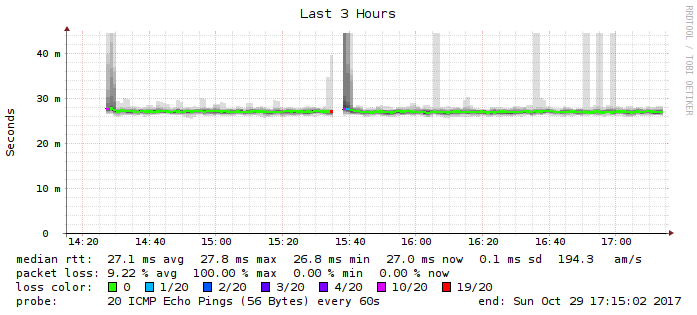 Last 3 Hours
RRDTOOL / TOBI OETIKER
Seconds
40 m
30 m
20 m
10 m
0
14:20 14:40 15:00 15:20 15:40 16:00 16:20 16:40 17:00
median rtt: 27.1 ms avg 27.8 ms max 26.8 ms min 27.0 ms now 0.1 ms sd 194.3 am/s
packet loss: 9.22 % avg 100.00 % max 0.00 % min 0.00 % now
loss color: 0 1/20 2/20 3/20 4/20 10/20 19/20
probe: 20 ICMP Echo Pings (56 Bytes) every 60s end: Sun Oct 29 17:15:02 2017